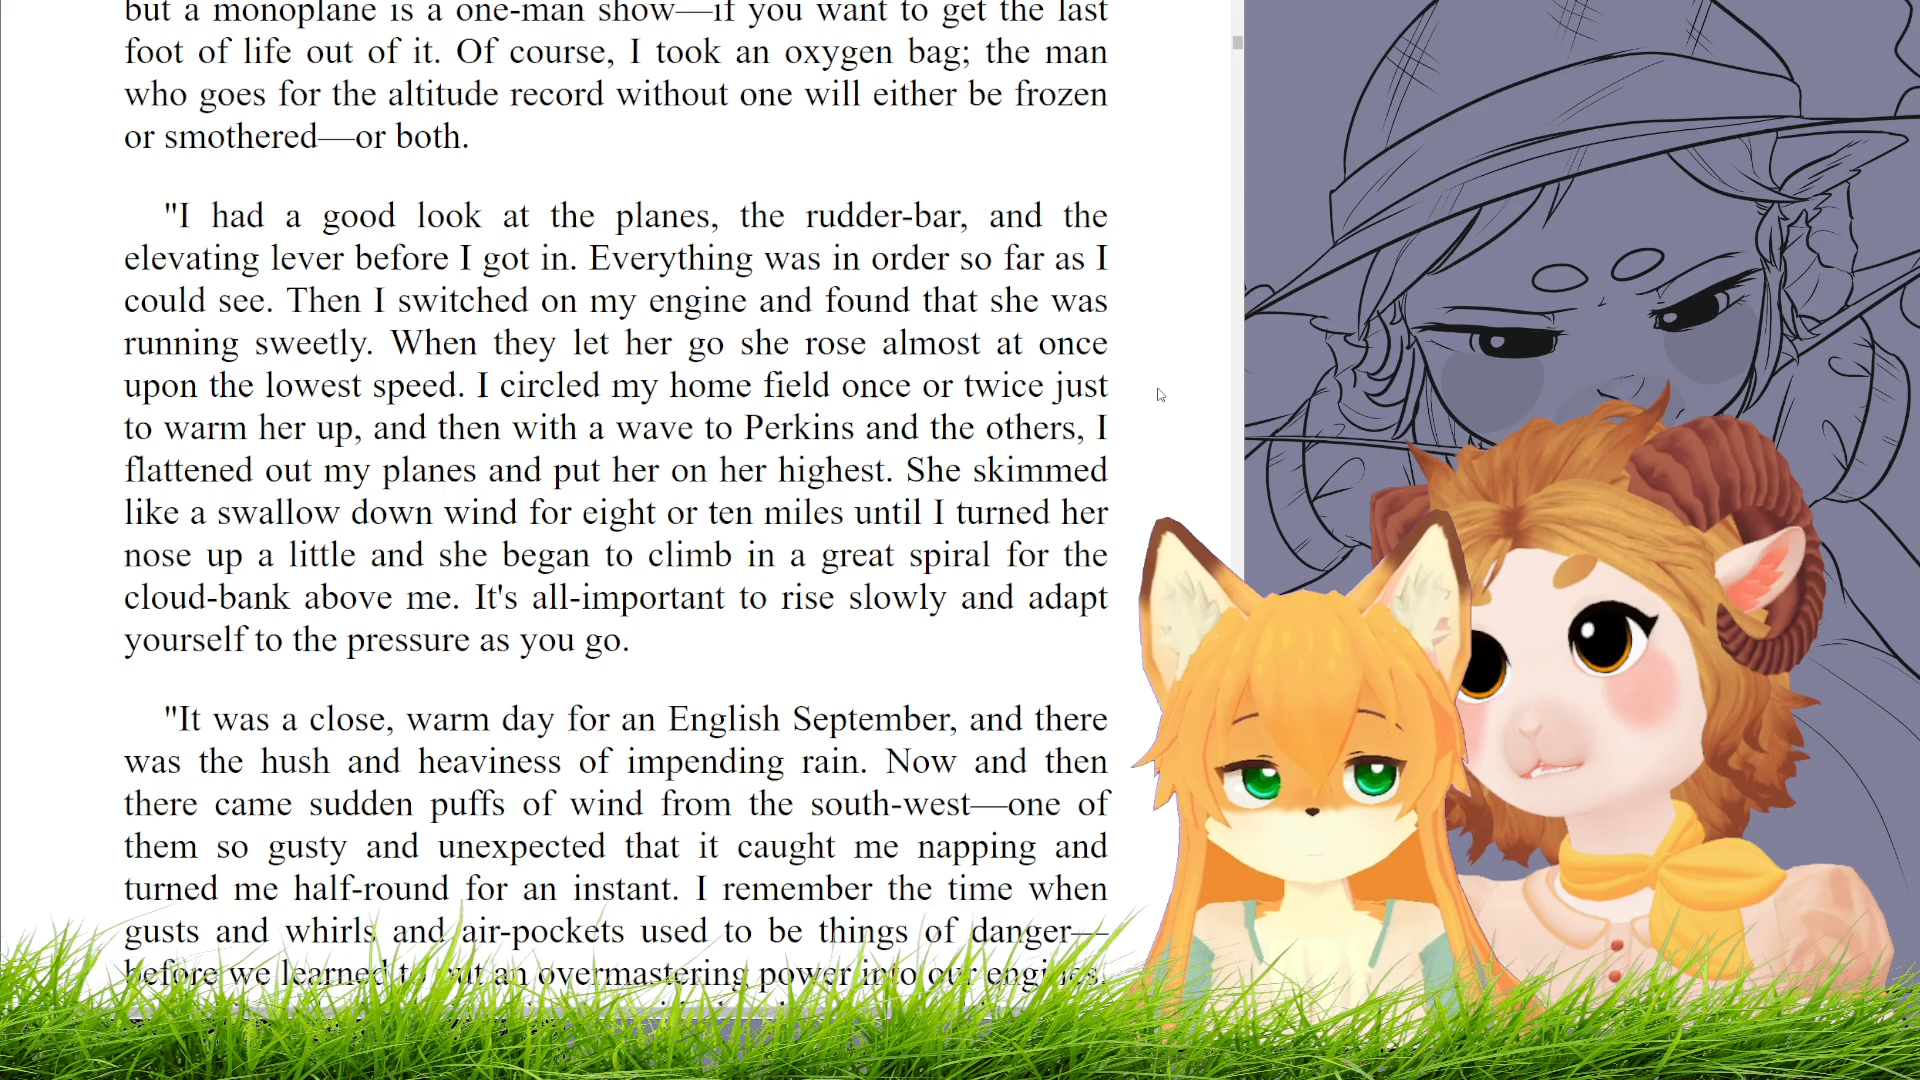 but a monoplane is a one-man show—if you want to get the last
foot of life out of it. Of course, I took an oxygen bag; the man
who goes for the altitude record without one will either be frozen
or smothered—or both.
"I had a good look at the planes, the rudder-bar, and the
elevating lever before I got in. Everything was in order so far as I
could see. Then I switched on my engine and found that she was
running sweetly. When they let her go she rose almost at once
upon the lowest speed. I circled my home field once or twice just
to warm her up, and then with a wave to Perkins and the others, I
flattened out my planes and put her on her highest. She skimmed
like a swallow down wind for eight or ten miles until I turned her
nose up a little and she began to climb in a great spiral for the
cloud-bank above me. It's all-important to rise slowly and adapt
yourself to the pressure as you go.
"It was a close, warm day for an English September, and there
was the hush and heaviness of impending rain. Now and then
there came sudden puffs of wind from the south-west—one of
them so gusty and unexpected that it caught me napping and
turned me half-round for an instant. I remember the time when
gusts and whirls and air-pockets used to be things of danger—
before we learned to put an overmastering power into our engines.